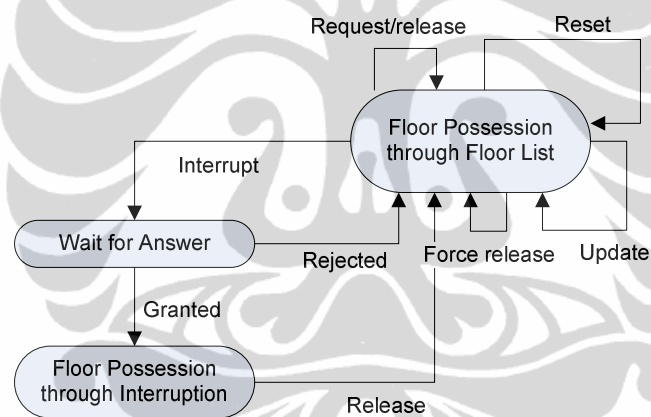 Request/release
Reset
Floor Possession
through Floor List
Interrupt
Wait for Answer
Rejected
Force release
Update
Granted
Floor Possession
through Interruption
Release